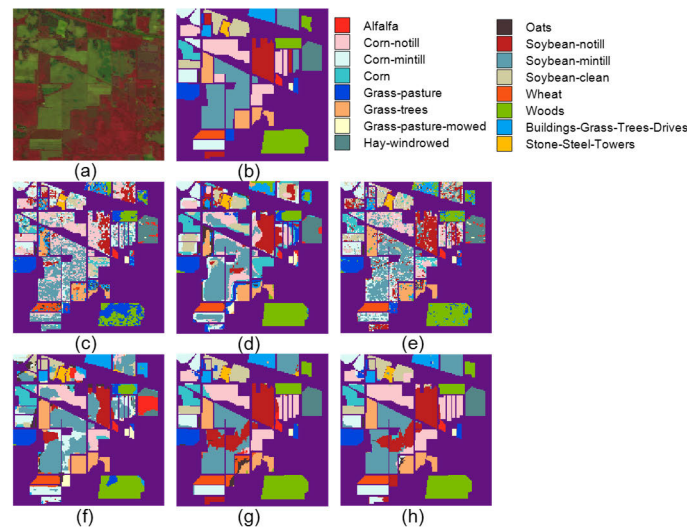 Alfalfa
Corn-notill
Corn-mintill
Corn
Grass-pasture
Grass-trees
Grass-pasture-mowed
Hay-windrowed
Oats
Soybean-notill
Soybean-mintill
Soybean-clean
Wheat
Woods
Buildings-Grass-Trees-Drives
Stone-Steel-Towers
(a)
(b)
(c)
(d)
(e)
(f)
(g)
(h)